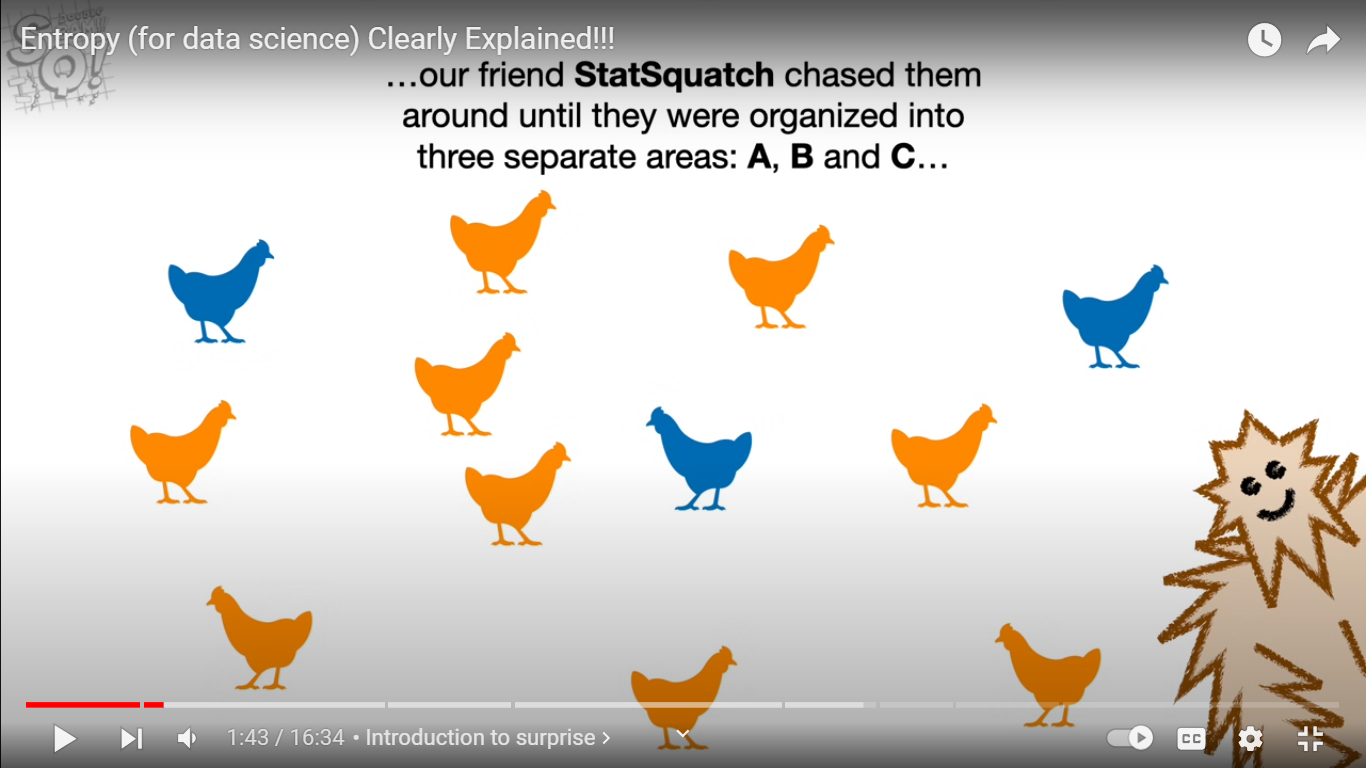 Entropy (for data science) Clearly Explained!!!
…our friend StatSquatch chased them
around until they were organized into
three separate areas: A, B and C…
1:43 / 16:34 • Introduction to surprise >
CC